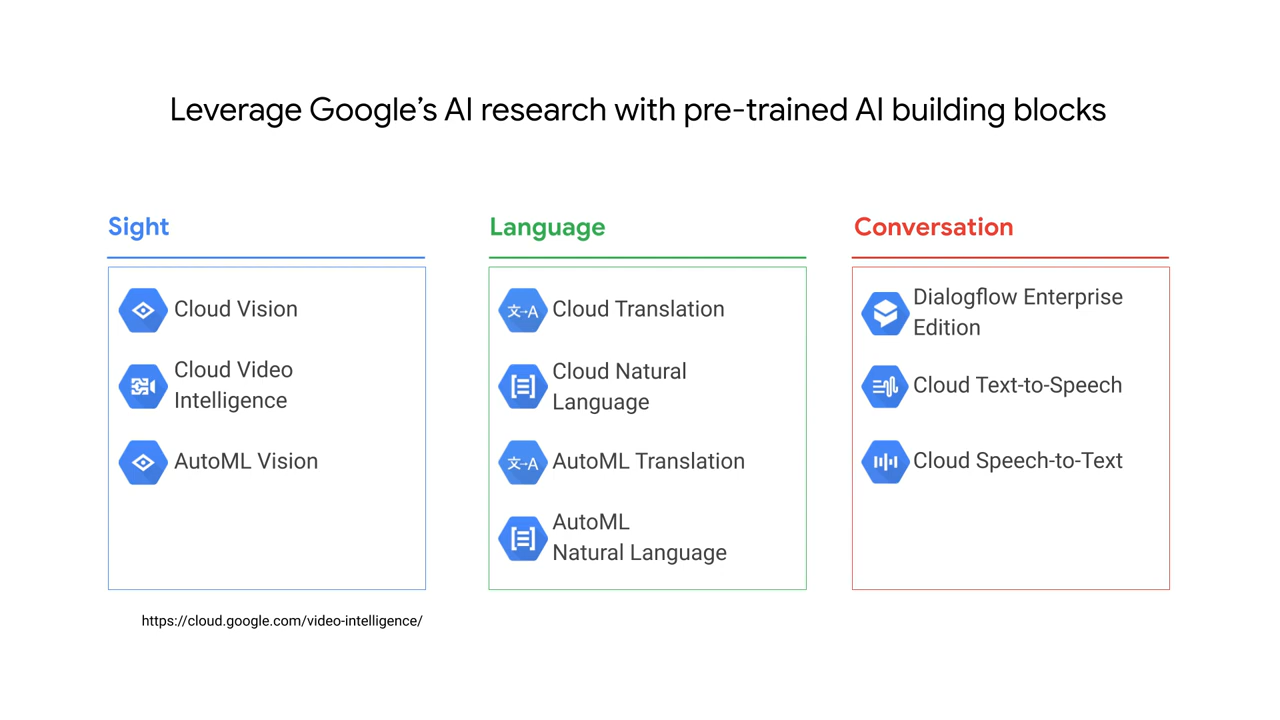 Leverage Google’s AI research with pre-trained AI building blocks
Sight
Cloud Vision
Cloud Video
Intelligence
AutoML Vision
Language
文→A
Cloud Translation
Cloud Natural
Language
文→A
AutoML Translation
AutoML
Natural Language
Conversation
Dialogflow Enterprise
Edition
Cloud Text-to-Speech
Cloud Speech-to-Text
https://cloud.google.com/video-intelligence/